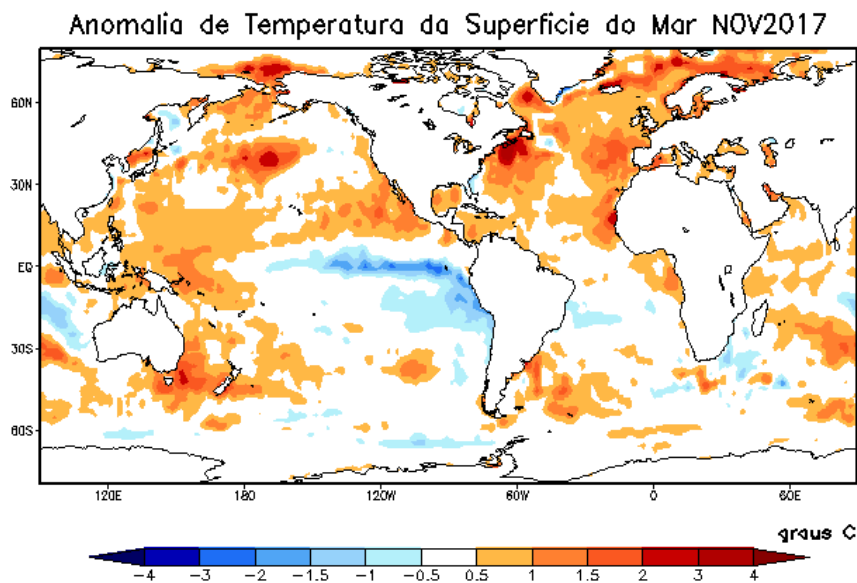 Anomalia de Temperatura da Superficie do Mar NOV2017
60N
30N
EQ
30S
60S
120E 180 120W 60W 0 60E
graus C
-4 -3 -2 -1.5 -1 -0.5 0.5 1 1.5 2 3 4